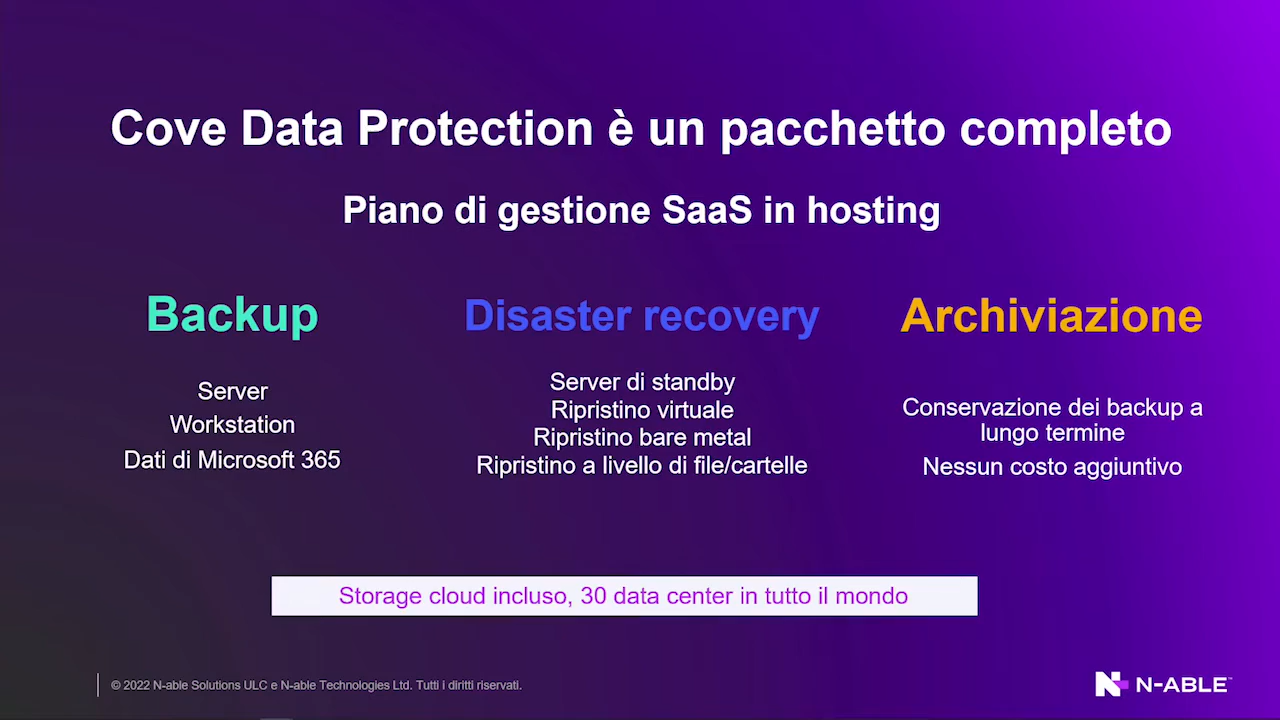 Cove Data Protection è un pacchetto completo
Piano di gestione SaaS in hosting
Backup
Server
Workstation
Dati di Microsoft 365
Disaster recovery
Server di standby
Ripristino virtuale
Ripristino bare metal
Ripristino a livello di file/cartelle
Archiviazione
Conservazione dei backup a
lungo termine
Nessun costo aggiuntivo
Storage cloud incluso, 30 data center in tutto il mondo
© 2022 N-able Solutions ULC e N-able Technologies Ltd. Tutti i diritti riservati.
N-ABLE™